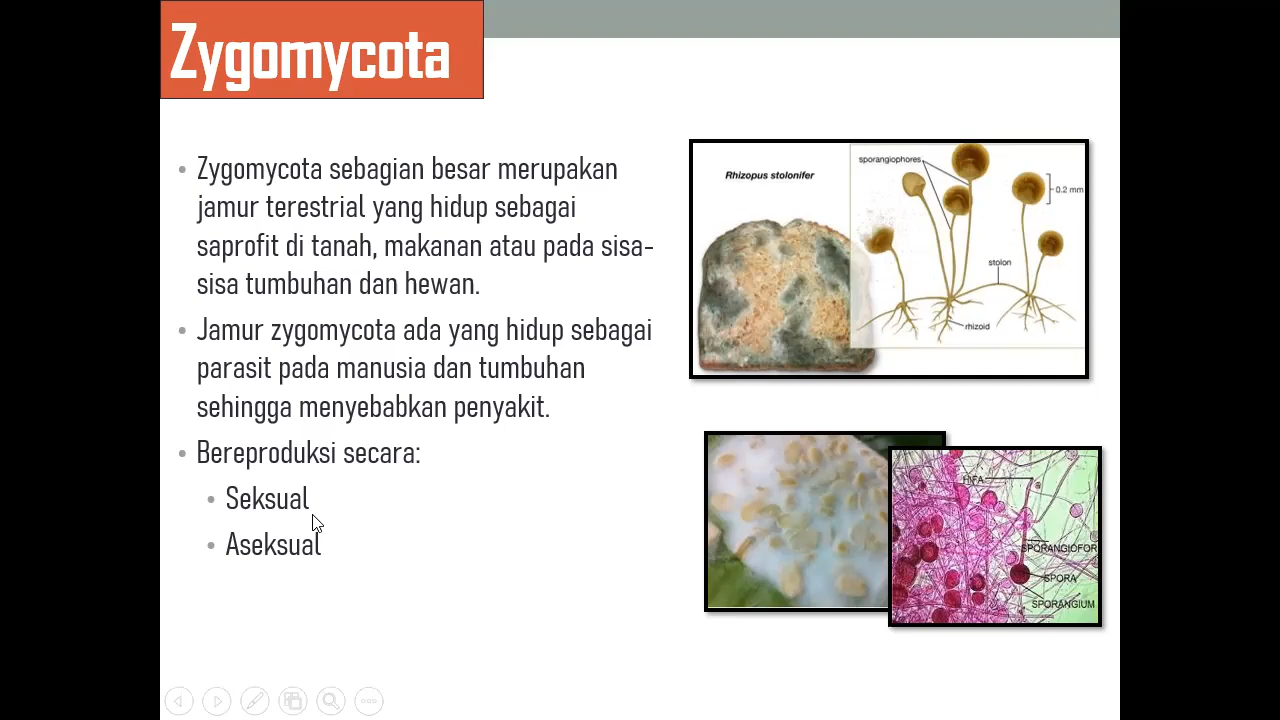 Zygomycota
Zygomycota sebagian besar merupakan
jamur terestrial yang hidup sebagai
saprofit di tanah, makanan atau pada sisa-
sisa tumbuhan dan hewan.
Jamur zygomycota ada yang hidup sebagai
parasit pada manusia dan tumbuhan
sehingga menyebabkan penyakit.
Bereproduksi secara:
Seksual
Aseksual
Rhizopus stolonifer
sporangiophores
0.2 mm
stolon
rhizoid
HIFA
SPORANGIOFOR
SPORA
SPORANGIUM